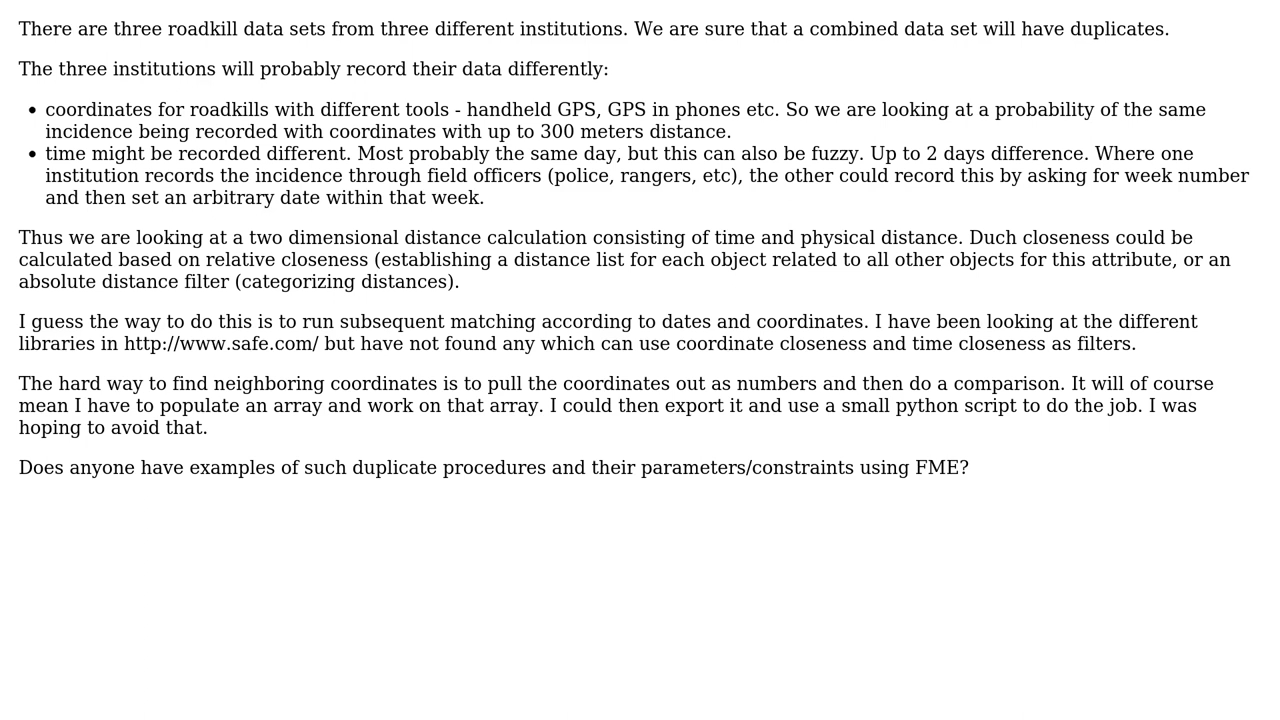 There are three roadkill data sets from three different institutions. We are sure that a combined data set will have duplicates.
The three institutions will probably record their data differently:
• coordinates for roadkills with different tools - handheld GPS, GPS in phones etc. So we are looking at a probability of the same
incidence being recorded with coordinates with up to 300 meters distance.
• time might be recorded different. Most probably the same day, but this can also be fuzzy. Up to 2 days difference. Where one
institution records the incidence through field officers (police, rangers, etc), the other could record this by asking for week number
and then set an arbitrary date within that week.
Thus we are looking at a two dimensional distance calculation consisting of time and physical distance. Duch closeness could be
calculated based on relative closeness (establishing a distance list for each object related to all other objects for this attribute, or an
absolute distance filter (categorizing distances).
I guess the way to do this is to run subsequent matching according to dates and coordinates. I have been looking at the different
libraries in http://www.safe.com/ but have not found any which can use coordinate closeness and time closeness as filters.
The hard way to find neighboring coordinates is to pull the coordinates out as numbers and then do a comparison. It will of course
mean I have to populate an array and work on that array. I could then export it and use a small python script to do the job. I was
hoping to avoid that.
Does anyone have examples of such duplicate procedures and their parameters/constraints using FME?